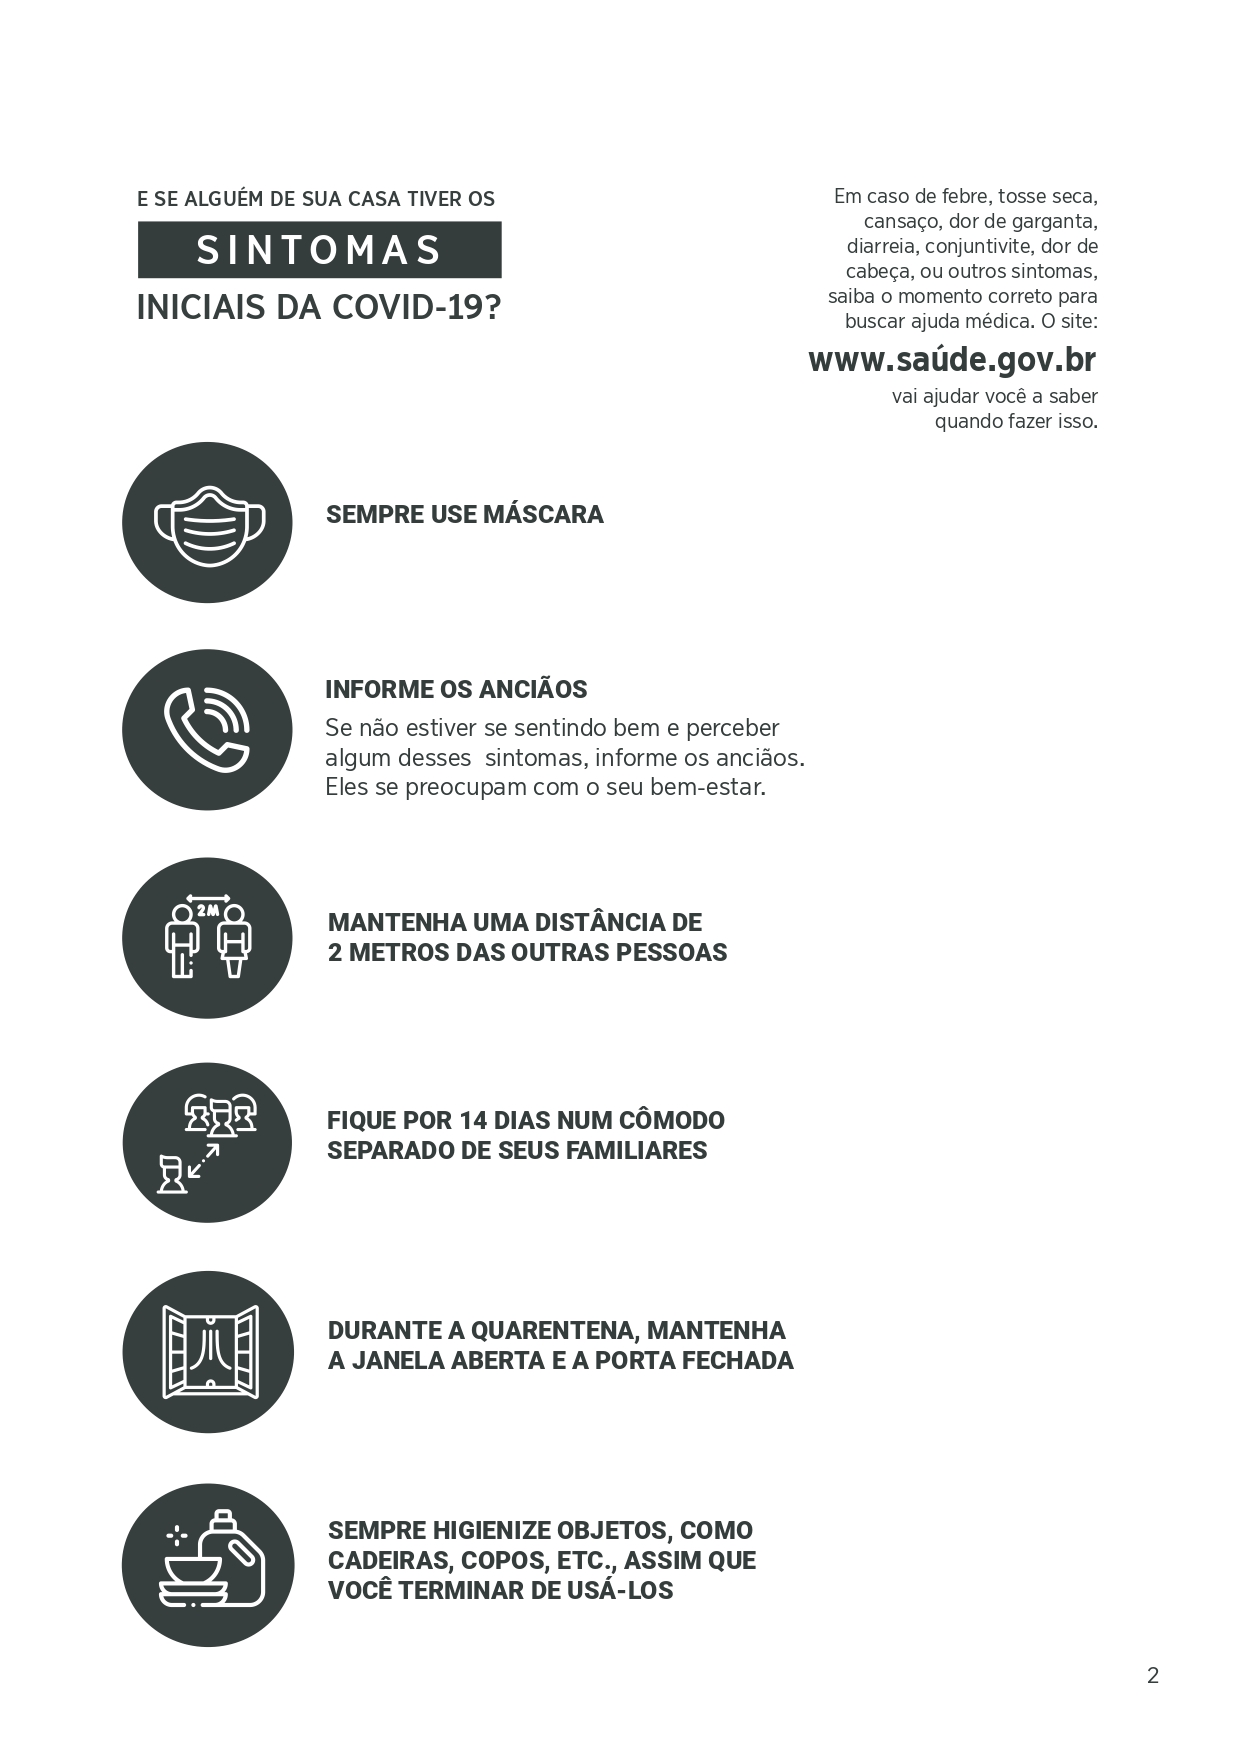 E SE ALGUÉM DE SUA CASA TIVER OS
SINTOMAS
INICIAIS DA COVID-19?
Em caso de febre, tosse seca,
cansaço, dor de garganta,
diarreia, conjuntivite, dor de
cabeça, ou outros sintomas,
saiba o momento correto para
buscar ajuda médica. O site:
www.saúde.gov.br
vai ajudar você a saber
quando fazer isso.
SEMPRE USE MÁSCARA
INFORME OS ANCIÃOS
Se não estiver se sentindo bem e perceber
algum desses  sintomas, informe os anciãos.
Eles se preocupam com o seu bem-estar.
2M
MANTENHA UMA DISTÂNCIA DE
2 METROS DAS OUTRAS PESSOAS
FIQUE POR 14 DIAS NUM CÔMODO
SEPARADO DE SEUS FAMILIARES
DURANTE A QUARENTENA, MANTENHA
A JANELA ABERTA E A PORTA FECHADA
SEMPRE HIGIENIZE OBJETOS, COMO
CADEIRAS, COPOS, ETC., ASSIM QUE
VOCÊ TERMINAR DE USÁ-LOS
2